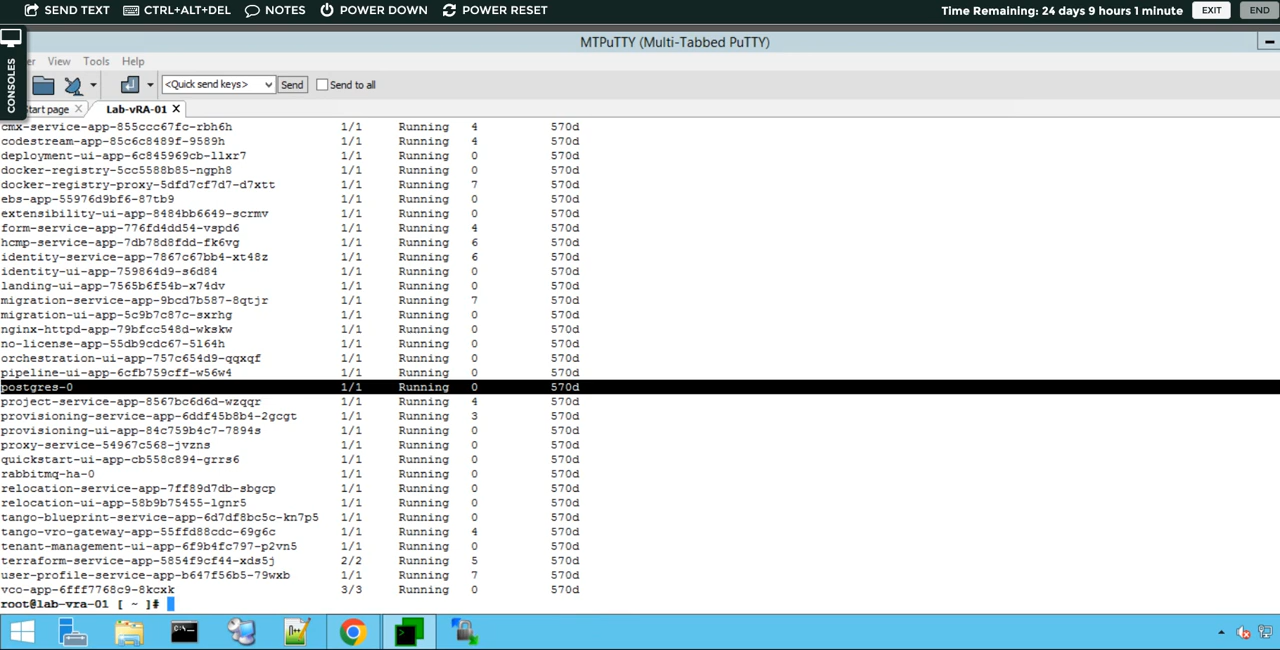 SEND TEXT CTRL+ALT+DEL NOTES POWER DOWN POWER RESET Time Remaining: 24 days 9 hours 1 minute EXIT END
MTPuTTY (Multi-Tabbed PuTTY)
CONSOLES
er View Tools Help
<Quick send keys> Send Send to all
tart page Lab-vRA-01
cmx-service-app-855ccc67fc-rbh6h 1/1 Running 4 570d
codestream-app-85c6c8489f-9589h 1/1 Running 4 570d
deployment-ui-app-6c845969cb-llxr7 1/1 Running 0 570d
docker-registry-5cc5588b85-ngph8 1/1 Running 0 570d
docker-registry-proxy-5dfd7cf7d7-d7xtt 1/1 Running 7 570d
ebs-app-55976d9bf6-87tb9 1/1 Running 0 570d
extensibility-ui-app-8484bb6649-scrmv 1/1 Running 0 570d
form-service-app-776fd4dd54-vspd6 1/1 Running 4 570d
hcmp-service-app-7db78d8fdd-fk6vg 1/1 Running 6 570d
identity-service-app-7867c67bb4-xt48z 1/1 Running 6 570d
identity-ui-app-759864d9-s6d84 1/1 Running 0 570d
landing-ui-app-7565b6f54b-x74dv 1/1 Running 0 570d
migration-service-app-9bcd7b587-8qtjr 1/1 Running 7 570d
migration-ui-app-5c9b7c87c-sxrhg 1/1 Running 0 570d
nginx-httpd-app-79bfcc548d-wkskw 1/1 Running 0 570d
no-license-app-55db9cdc67-5l64h 1/1 Running 0 570d
orchestration-ui-app-757c654d9-qqxqf 1/1 Running 0 570d
pipeline-ui-app-6cfb759cff-w56w4 1/1 Running 0 570d
postgres-0 1/1 Running 0 570d
project-service-app-8567bc6d6d-wzqqr 1/1 Running 4 570d
provisioning-service-app-6ddf45b8b4-2gcgt 1/1 Running 3 570d
provisioning-ui-app-84c759b4c7-7894s 1/1 Running 0 570d
proxy-service-54967c568-jvzns 1/1 Running 0 570d
quickstart-ui-app-cb558c894-grrs6 1/1 Running 0 570d
rabbitmq-ha-0 1/1 Running 0 570d
relocation-service-app-7ff89d7db-sbgcp 1/1 Running 0 570d
relocation-ui-app-58b9b75455-lgnr5 1/1 Running 0 570d
tango-blueprint-service-app-6d7df8bc5c-kn7p5 1/1 Running 0 570d
tango-vro-gateway-app-55ffd88cdc-69g6c 1/1 Running 4 570d
tenant-management-ui-app-6f9b4fc797-p2vn5 1/1 Running 0 570d
terraform-service-app-5854f9cf44-xds5j 2/2 Running 5 570d
user-profile-service-app-b647f56b5-79wxb 1/1 Running 7 570d
vco-app-6fff7768c9-8kcxk 3/3 Running 0 570d
root@lab-vra-01 [ ~ ]#